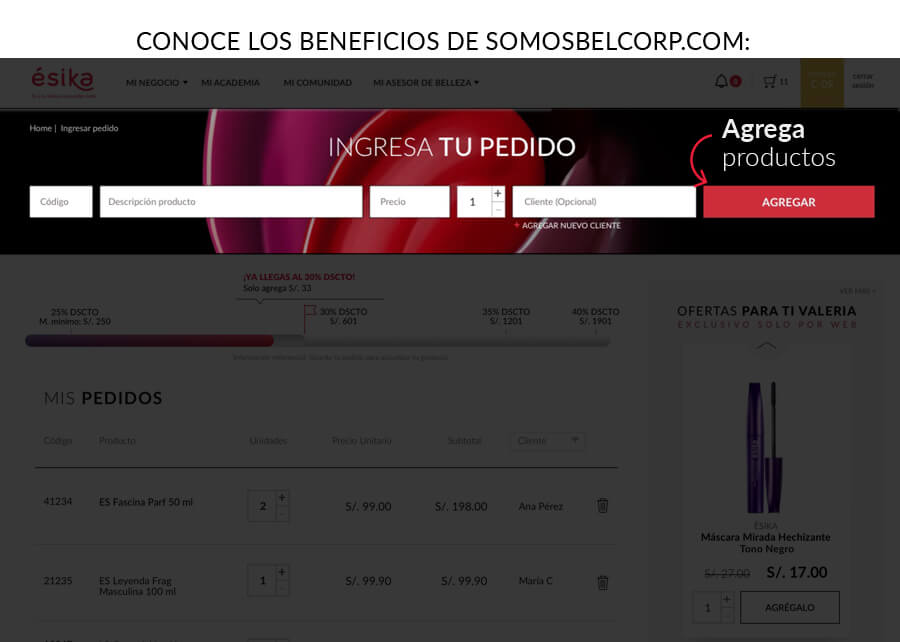 CONOCE LOS BENEFICIOS DE SOMOSBELCORP.COM:
ésika
MI NEGOCIO
MI ACADEMIA
MI COMUNIDAD
MI ASESOR DE BELLEZA
11
cerrar
sesión
Home | Ingresar pedido
INGRESA TU PEDIDO
Agrega
productos
Código
Descripción producto
Precio
1
+
-
Cliente (Opcional)
AGREGAR
+ AGREGAR NUEVO CLIENTE
¡YA LLEGAS AL 30% DSCTO!
Solo agrega S/. 33
25% DSCTO
M. mínimo: S/. 250
30% DSCTO
S/. 601
35% DSCTO
S/. 1201
40% DSCTO
S/. 1901
VER MÁS >
OFERTAS PARA TI VALERIA
EXCLUSIVO SOLO POR WEB
MIS PEDIDOS
Código
Producto
Unidades
Precio Unitario
Subtotal
Cliente
41234
ES Fascina Parf 50 ml
2
+
-
S/. 99.00
S/. 198.00
Ana Pérez
21235
ES Leyenda Frag
Masculina 100 ml
1
+
-
S/. 99.90
S/. 99.90
María C
ÉSIKA
Máscara Mirada Hechizante
Tono Negro
S/. 27.00
S/. 17.00
1
+
-
AGRÉGALO